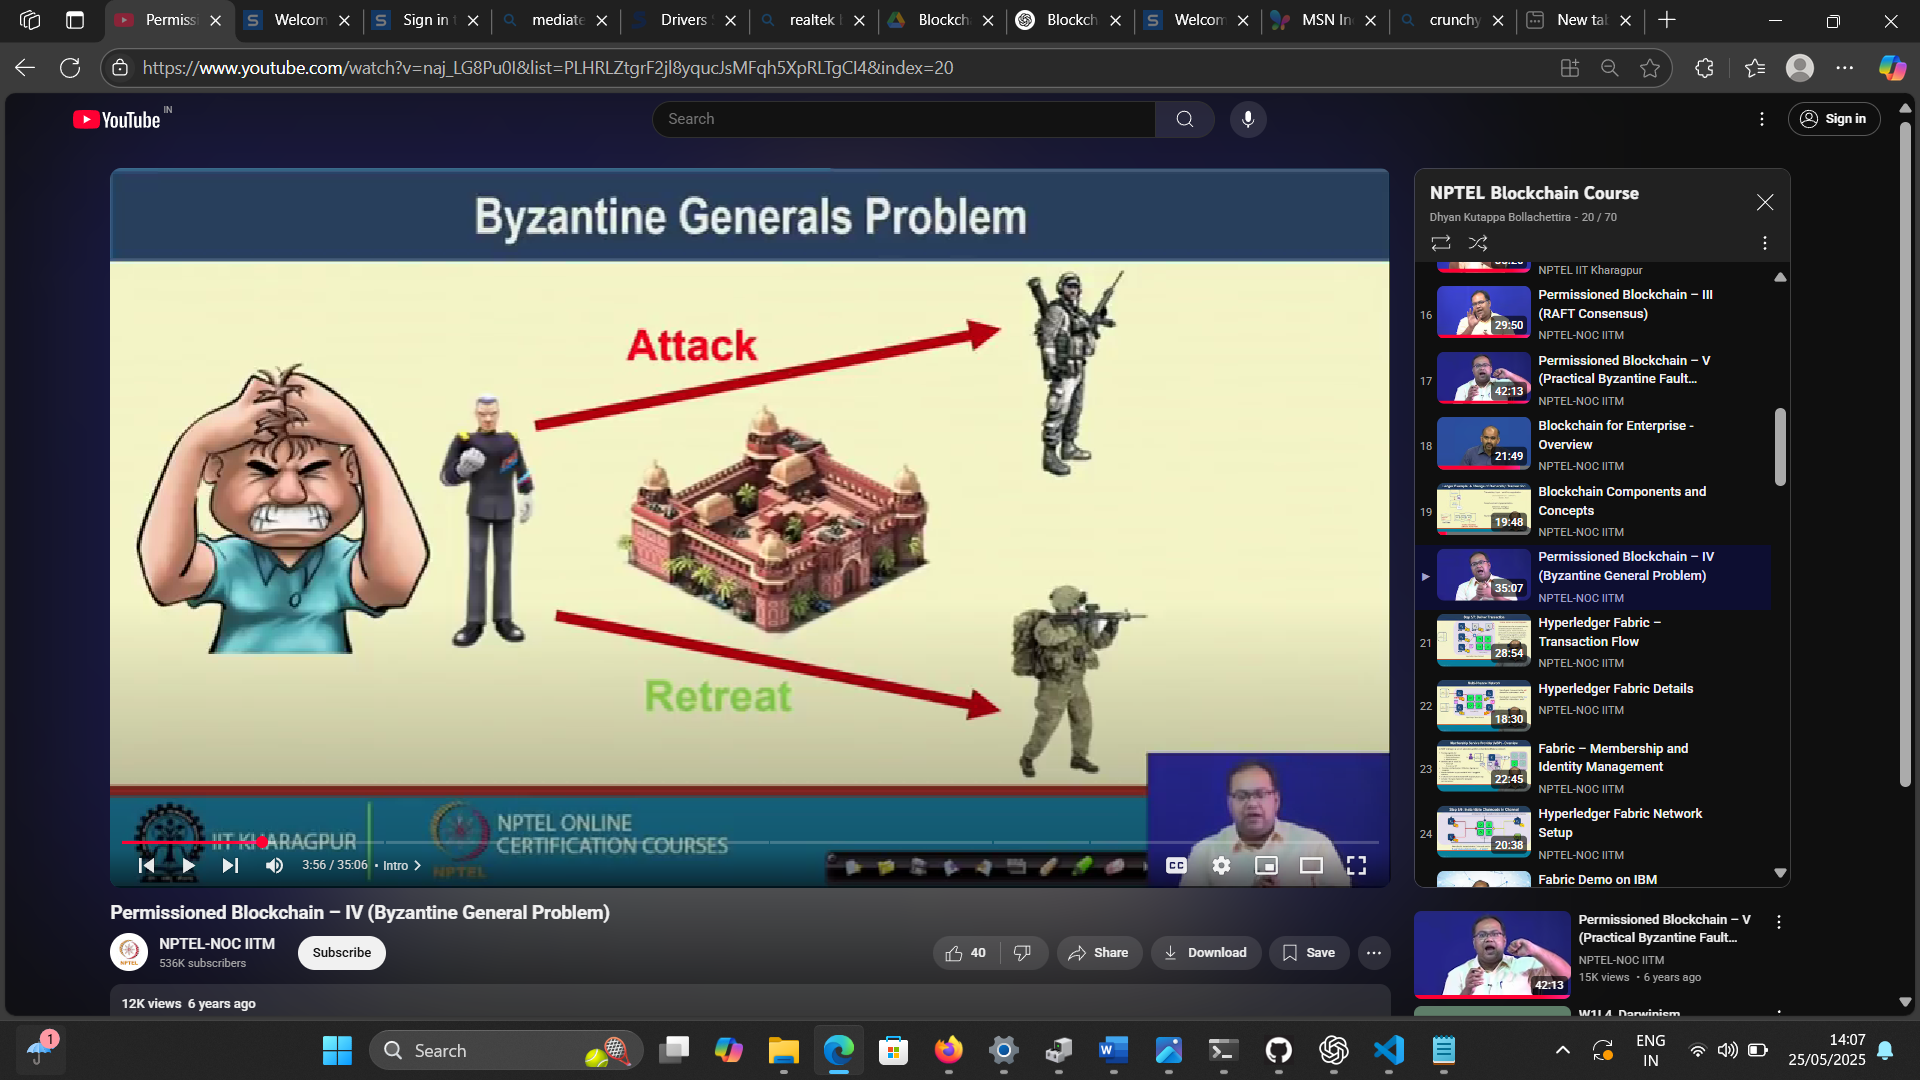 Permissi
Welcom
Sign in t
mediate
Drivers
realtek
Blockch
Blockch
Welcom
MSN In
crunchy
New tal
https://www.youtube.com/watch?v=naj_LG8Pu0I&list=PLHRLZtgrF2jl8yqucJsMFqh5XpRLTgCI4&index=20
YouTube IN
Search
Sign in
Byzantine Generals Problem
Attack
Retreat
IIT KHARAGPUR
NPTEL
NPTEL ONLINE
CERTIFICATION COURSES
3:56 / 35:06 • Intro
CC
Permissioned Blockchain – IV (Byzantine General Problem)
NPTEL-NOC IITM
536K subscribers
Subscribe
40
Share
Download
Save
12K views 6 years ago
NPTEL Blockchain Course
Dhyan Kutappa Bollachettira - 20 / 70
NPTEL IIT Kharagpur
16
29:50
Permissioned Blockchain – III
(RAFT Consensus)
NPTEL-NOC IITM
17
42:13
Permissioned Blockchain – V
(Practical Byzantine Fault...
NPTEL-NOC IITM
18
21:49
Blockchain for Enterprise -
Overview
NPTEL-NOC IITM
19
19:48
Blockchain Components and
Concepts
NPTEL-NOC IITM
35:07
Permissioned Blockchain – IV
(Byzantine General Problem)
NPTEL-NOC IITM
21
28:54
Hyperledger Fabric –
Transaction Flow
NPTEL-NOC IITM
22
18:30
Hyperledger Fabric Details
NPTEL-NOC IITM
23
22:45
Fabric – Membership and
Identity Management
NPTEL-NOC IITM
24
20:38
Hyperledger Fabric Network
Setup
NPTEL-NOC IITM
Fabric Demo on IBM
42:13
Permissioned Blockchain – V
(Practical Byzantine Fault...
NPTEL-NOC IITM
15K views • 6 years ago
W1L4_Darwinism
1
Search
ENG
IN
14:07
25/05/2025